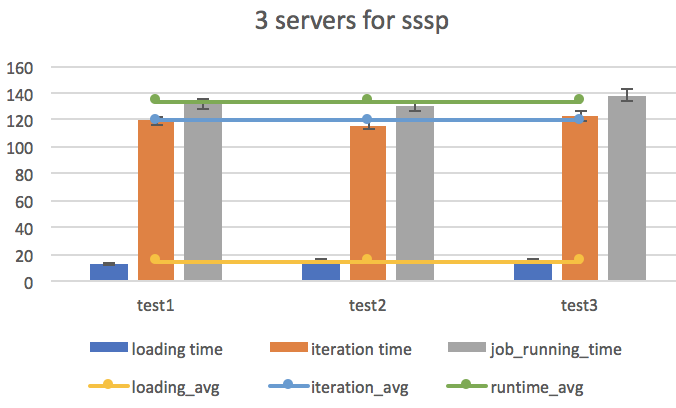 3 servers for sssp
160
140
120
100
80
60
40
20
0
test1 test2 test3
loading time iteration time job_running_time
loading_avg iteration_avg runtime_avg